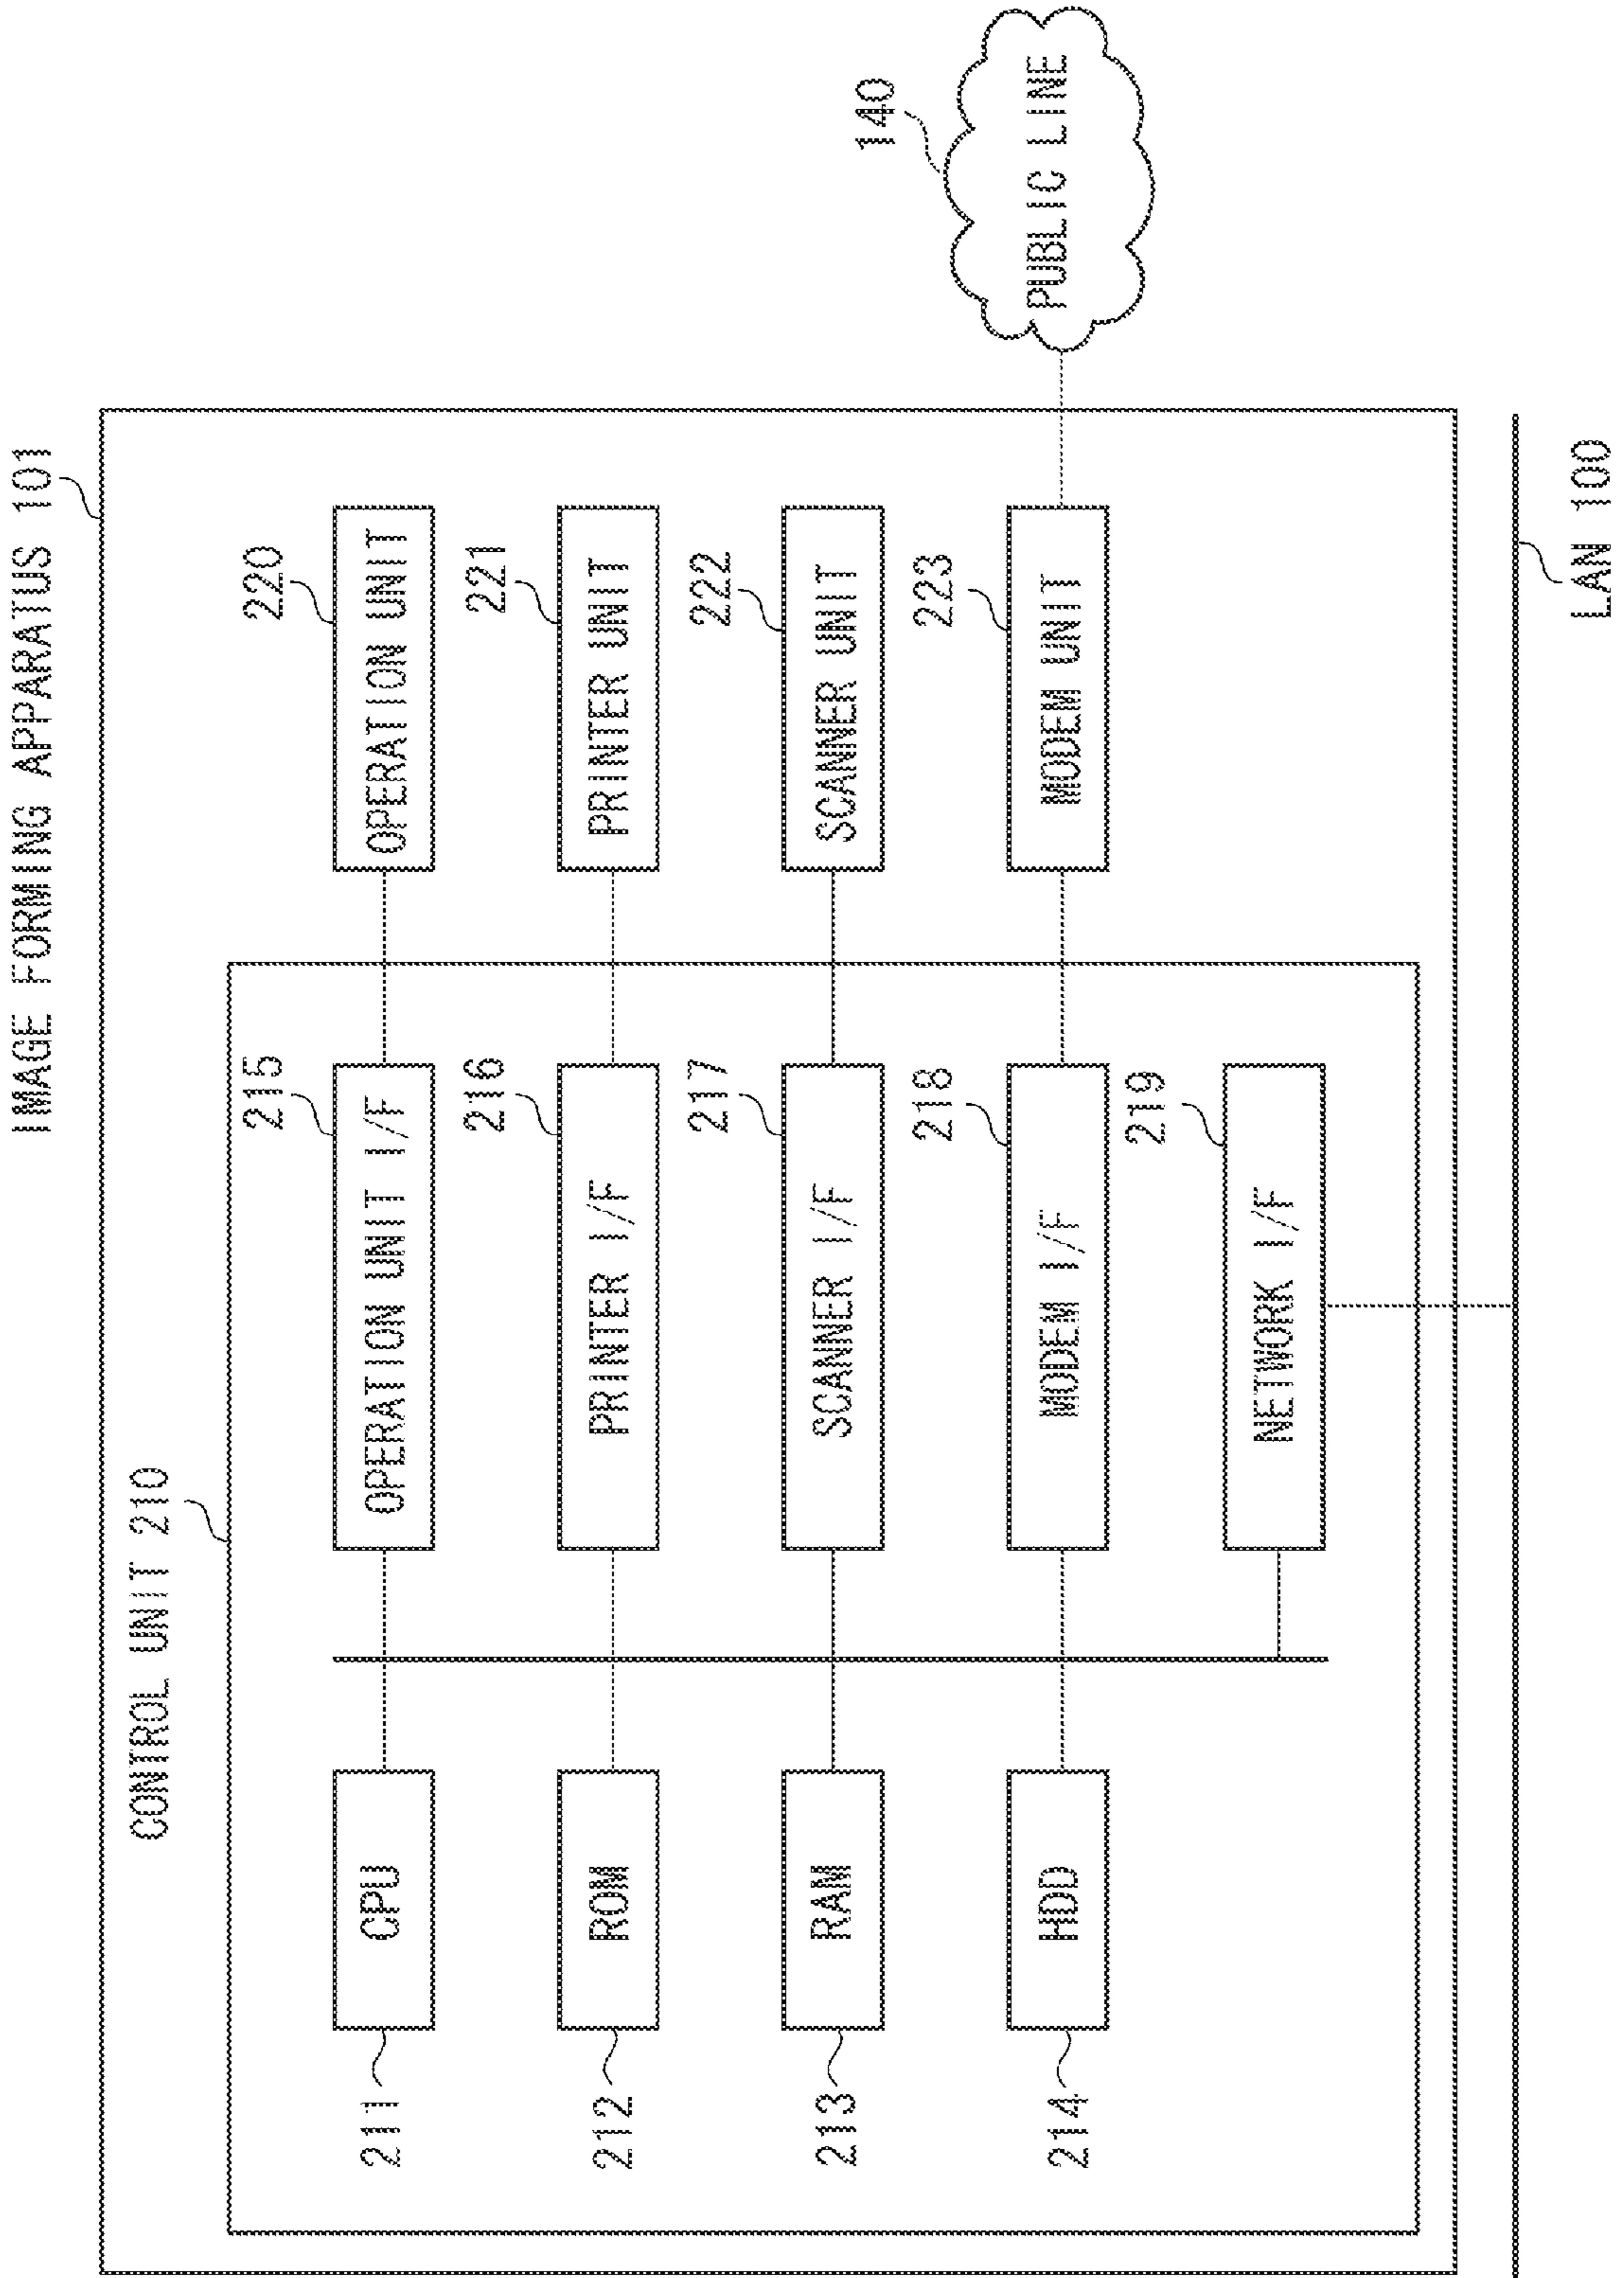 IMAGE FORMING APPARATUS 101
CONTROL UNIT 210
211
CPU
215
OPERATION UNIT I/F
220
OPERATION UNIT
212
ROM
216
PRINTER I/F
221
PRINTER UNIT
213
RAM
217
SCANNER I/F
222
SCANNER UNIT
214
HDD
218
MODEM I/F
223
MODEM UNIT
140
PUBLIC LINE
219
NETWORK I/F
LAN 100